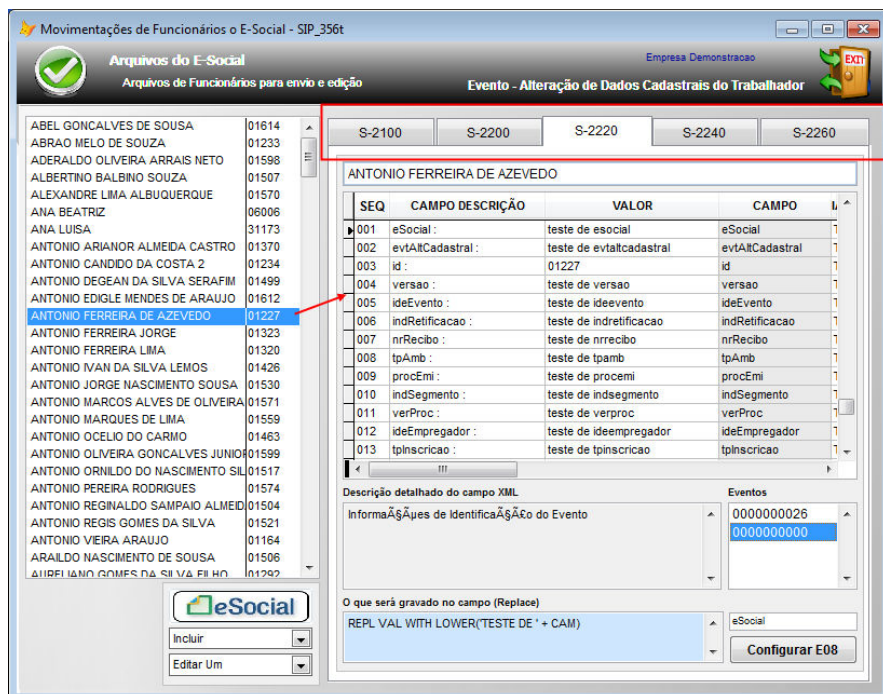 Movimentações de Funcionários o E-Social - SIP_356t
Arquivos do E-Social
Arquivos de Funcionários para envio e edição
Empresa Demonstracao
Evento - Alteração de Dados Cadastrais do Trabalhador
EXIT
ABEL GONCALVES DE SOUSA 01614
ABRAO MELO DE SOUZA 01233
ADERALDO OLIVEIRA ARRAIS NETO 01598
ALBERTINO BALBINO SOUZA 01507
ALEXANDRE LIMA ALBUQUERQUE 01570
ANA BEATRIZ 06006
ANA LUISA 31173
ANTONIO ARIANOR ALMEIDA CASTRO 01370
ANTONIO CANDIDO DA COSTA 2 01234
ANTONIO DEGEAN DA SILVA SERAFIM 01499
ANTONIO EDIGLE MENDES DE ARAUJO 01612
ANTONIO FERREIRA DE AZEVEDO 01227
ANTONIO FERREIRA JORGE 01323
ANTONIO FERREIRA LIMA 01320
ANTONIO IVAN DA SILVA LEMOS 01426
ANTONIO JORGE NASCIMENTO SOUSA 01530
ANTONIO MARCOS ALVES DE OLIVEIRA 01571
ANTONIO MARQUES DE LIMA 01559
ANTONIO OCELIO DO CARMO 01463
ANTONIO OLIVEIRA GONCALVES JUNIOR 01599
ANTONIO ORNILDO DO NASCIMENTO SIL 01517
ANTONIO PEREIRA RODRIGUES 01574
ANTONIO REGINALDO SAMPAIO ALMEID 01504
ANTONIO REGIS GOMES DA SILVA 01521
ANTONIO VIEIRA ARAUJO 01164
ARAILDO NASCIMENTO DE SOUSA 01506
AURELIANO GOMES DA SILVA FILHO 01292
eSocial
Incluir
Editar Um
S-2100 S-2200 S-2220 S-2240 S-2260
ANTONIO FERREIRA DE AZEVEDO
SEQ CAMPO DESCRIÇÃO VALOR CAMPO
001 eSocial : teste de esocial eSocial
002 evtAltCadastral : teste de evtaltcadastral evtAltCadastral
003 id : 01227 id
004 versao : teste de versao versao
005 ideEvento : teste de ideevento ideEvento
006 indRetificacao : teste de indretificacao indRetificacao
007 nrRecibo : teste de nrrecibo nrRecibo
008 tpAmb : teste de tpamb tpAmb
009 procEmi : teste de procemi procEmi
010 indSegmento : teste de indsegmento indSegmento
011 verProc : teste de verproc verProc
012 ideEmpregador : teste de ideempregador ideEmpregador
013 tpInscricao : teste de tpinscricao tpInscricao
Descrição detalhado do campo XML
InformaÃ§Ãµes de IdentificaÃ§Ã£o do Evento
Eventos
0000000026
0000000000
O que será gravado no campo (Replace)
REPL VAL WITH LOWER('TESTE DE ' + CAM)
eSocial
Configurar E08